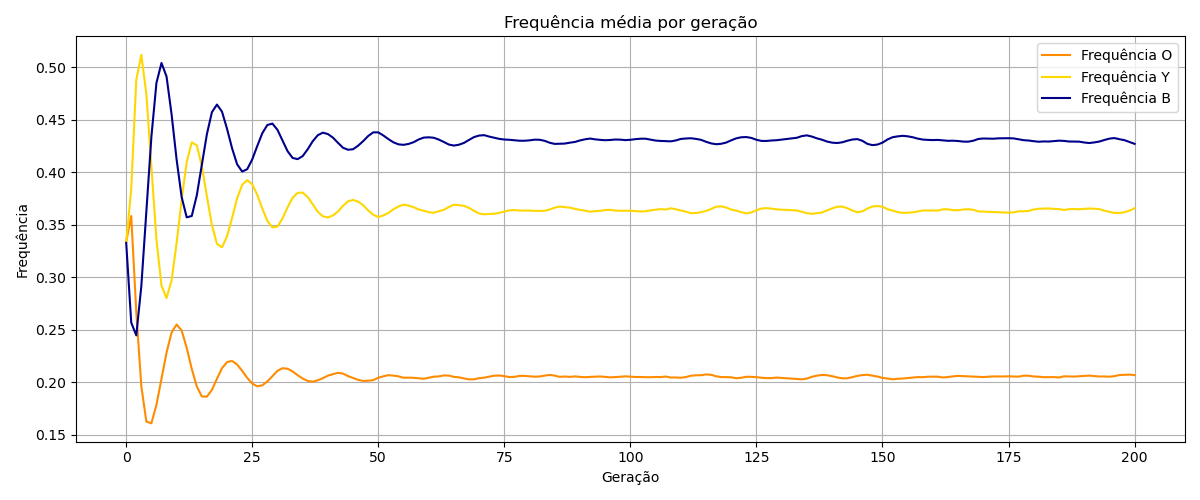 Frequência média por geração
Frequência
0.50
0.45
0.40
0.35
0.30
0.25
0.20
0.15
Frequência O
Frequência Y
Frequência B
0 25 50 75 100 125 150 175 200
Geração